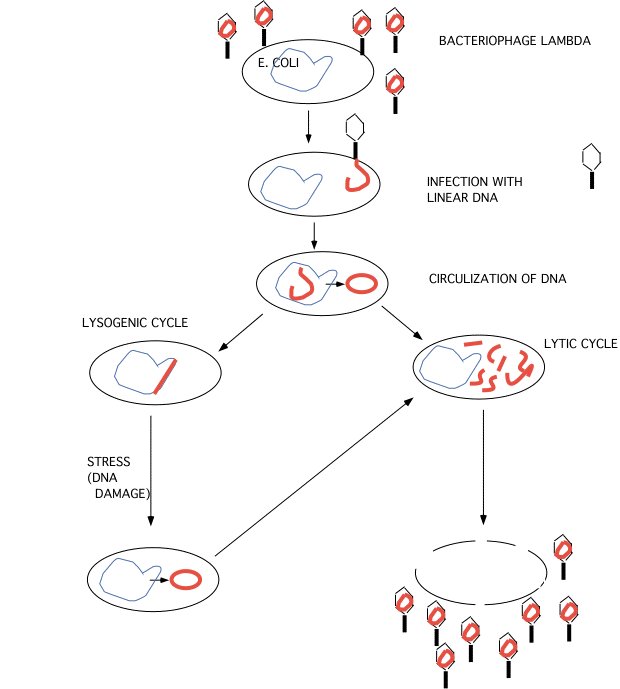 BACTERIOPHAGE LAMBDA
E. COLI
INFECTION WITH
LINEAR DNA
CIRCULIZATION OF DNA
LYSOGENIC CYCLE
LYTIC CYCLE
STRESS
(DNA
DAMAGE)